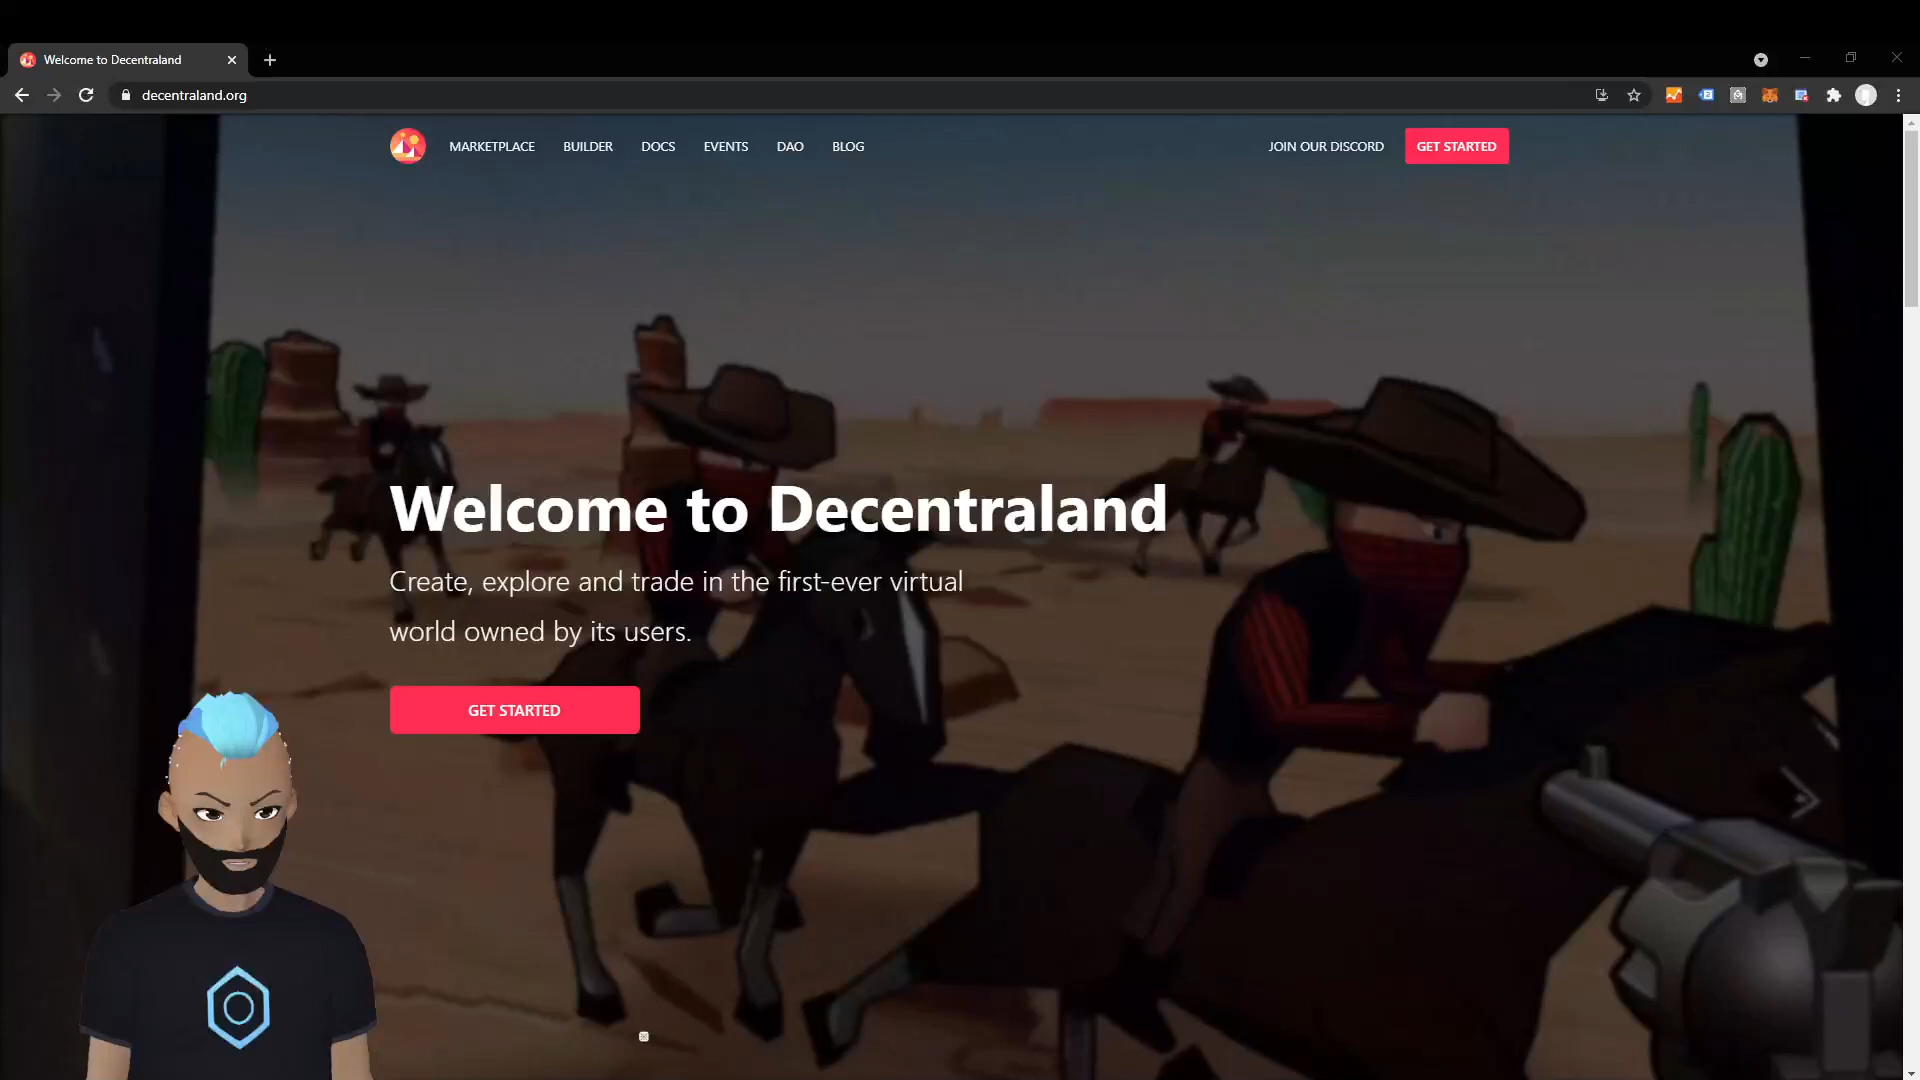 Welcome to Decentraland
decentraland.org
MARKETPLACE BUILDER DOCS EVENTS DAO BLOG JOIN OUR DISCORD GET STARTED
Welcome to Decentraland
Create, explore and trade in the first-ever virtual
world owned by its users.
GET STARTED